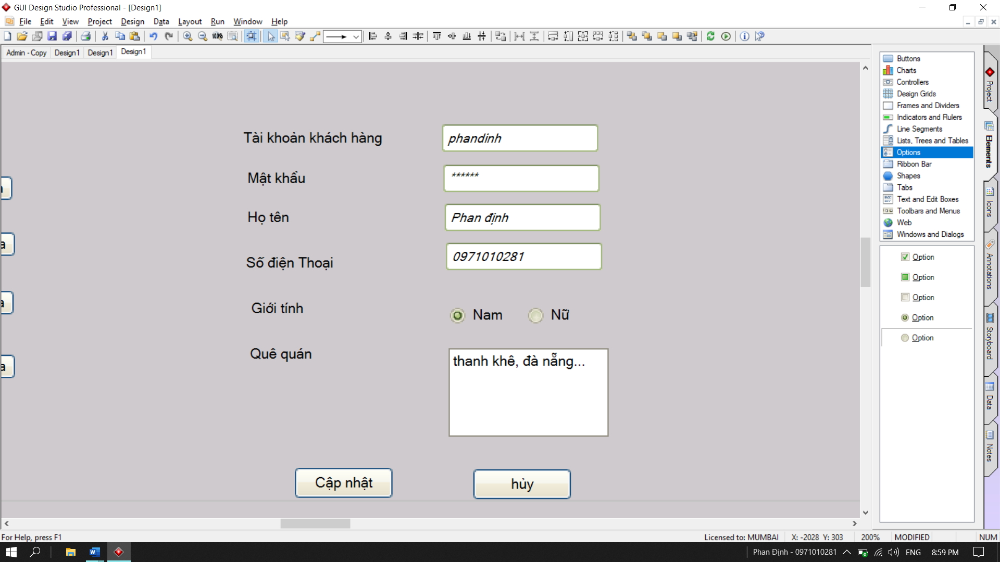 GUI Design Studio Professional - [Design1]
File Edit View Project Design Data Layout Run Window Help
100%
Admin - Copy Design1 Design1 Design1
Tài khoản khách hàng phandinh
Mật khẩu ******
Họ tên Phan định
Số điện Thoại 0971010281
Giới tính Nam Nữ
Quê quán thanh khê, đà nẵng...
Cập nhật hủy
a
a
a
Buttons
Charts
Controllers
Design Grids
Frames and Dividers
Indicators and Rulers
Line Segments
Lists, Trees and Tables
Options
Ribbon Bar
Shapes
Tabs
Text and Edit Boxes
Toolbars and Menus
Web
Windows and Dialogs
Option
Option
Option
Option
Option
Project
Elements
Icons
Annotations
Storyboard
Data
Notes
For Help, press F1 Licensed to: MUMBAI X: -2028 Y: 303 200% MODIFIED NUM
Phan Định - 0971010281 ENG 8:59 PM